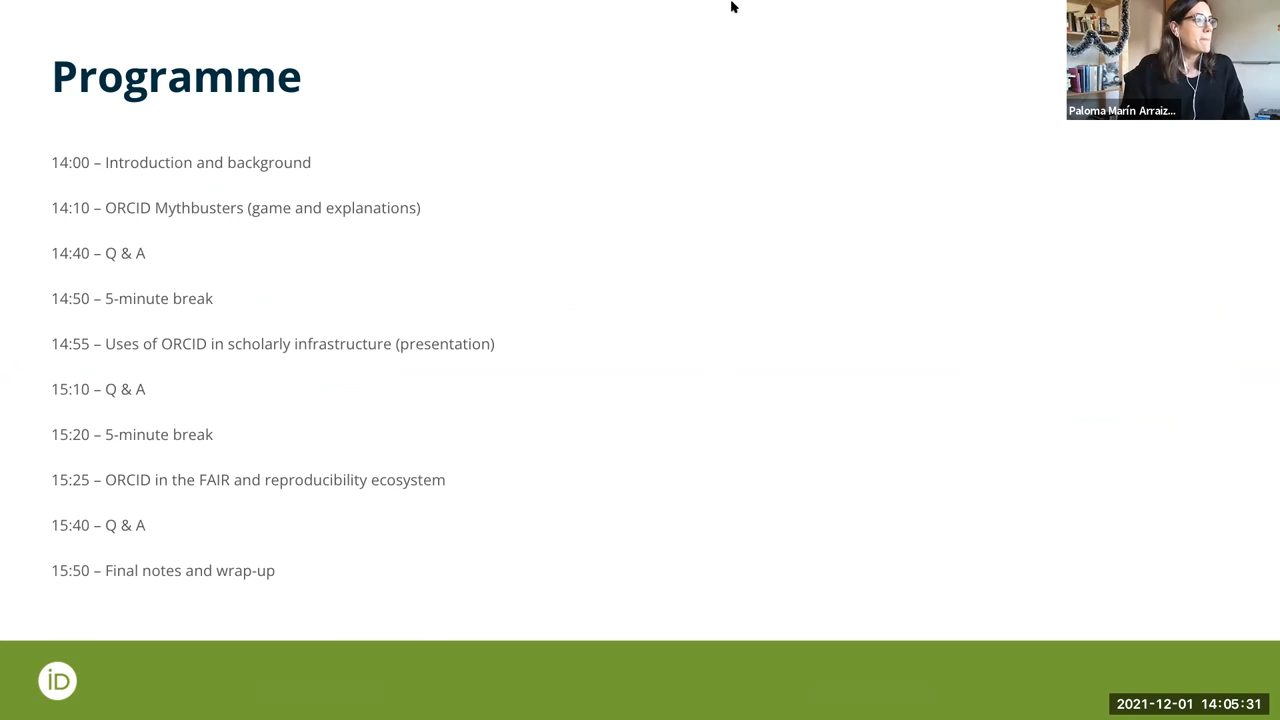 Programme
Paloma Marín Arraiz...
14:00 – Introduction and background
14:10 – ORCID Mythbusters (game and explanations)
14:40 – Q & A
14:50 – 5-minute break
14:55 – Uses of ORCID in scholarly infrastructure (presentation)
15:10 – Q & A
15:20 – 5-minute break
15:25 – ORCID in the FAIR and reproducibility ecosystem
15:40 – Q & A
15:50 – Final notes and wrap-up
iD
2021-12-01 14:05:31